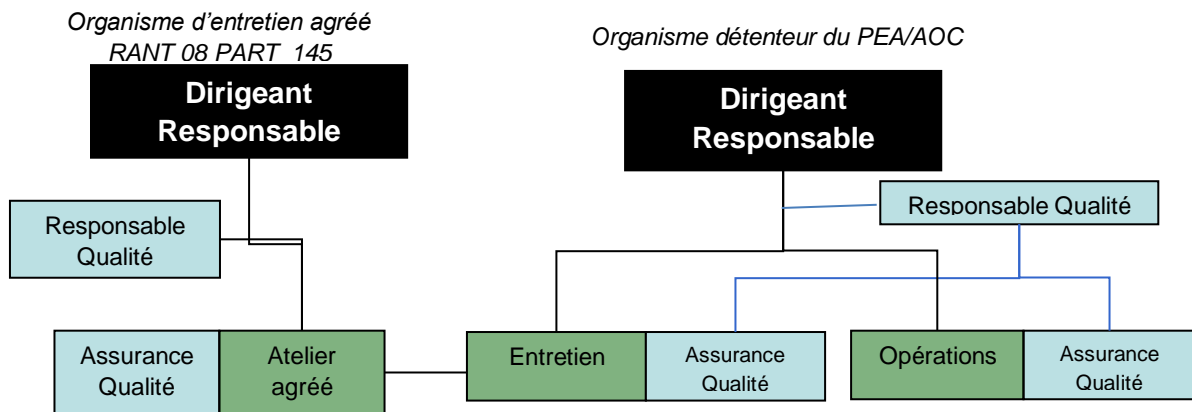 Organisme d’entretien agréé
RANT 08 PART 145
Organisme détenteur du PEA/AOC
Dirigeant
Responsable
Dirigeant
Responsable
Responsable
Qualité
Responsable Qualité
Assurance
Qualité
Atelier
agréé
Entretien
Assurance
Qualité
Opérations
Assurance
Qualité